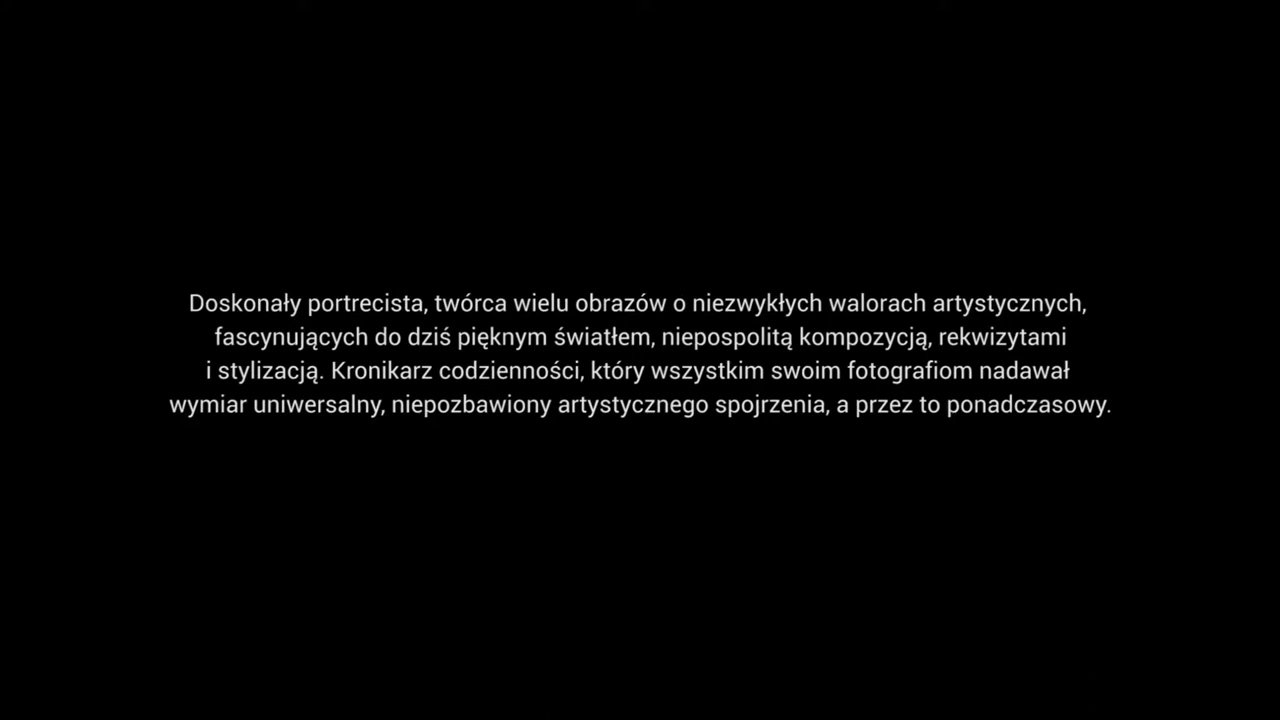 Doskonały portrecista, twórca wielu obrazów o niezwykłych walorach artystycznych,
fascynujących do dziś pięknym światłem, niepospolitą kompozycją, rekwizytami
i stylizacją. Kronikarz codzienności, który wszystkim swoim fotografiom nadawał
wymiar uniwersalny, niepozbawiony artystycznego spojrzenia, a przez to ponadczasowy.